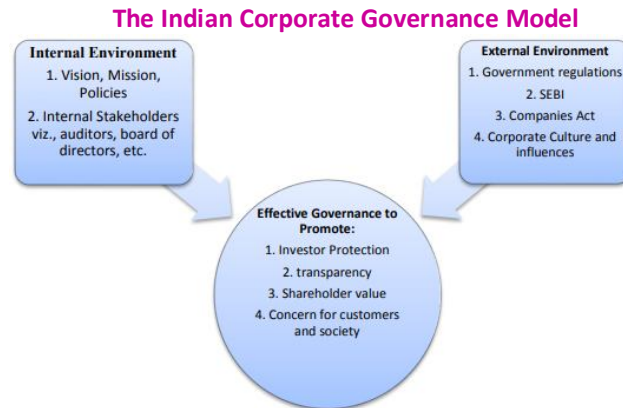 The Indian Corporate Governance Model
Internal Environment
1. Vision, Mission,
Policies
2. Internal Stakeholders
viz., auditors, board of
directors, etc.
External Environment
1. Government regulations
2. SEBI
3. Companies Act
4. Corporate Culture and
influences
Effective Governance to
Promote:
1. Investor Protection
2. transparency
3. Shareholder value
4. Concern for customers
and society